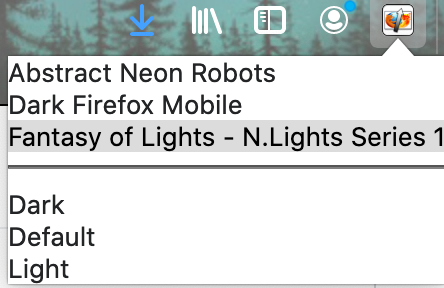 Abstract Neon Robots
Dark Firefox Mobile
Fantasy of Lights - N.Lights Series 1
Dark
Default
Light